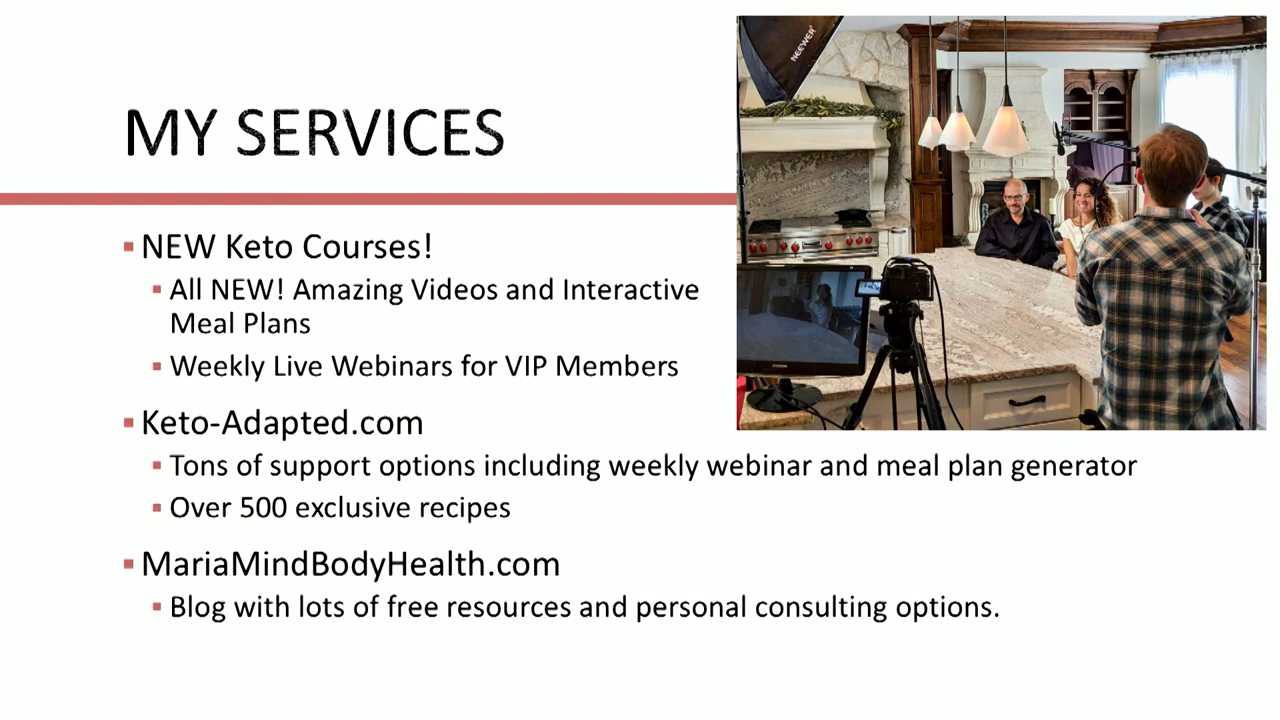 MY SERVICES
NEW Keto Courses!
All NEW! Amazing Videos and Interactive
Meal Plans
Weekly Live Webinars for VIP Members
Keto-Adapted.com
Tons of support options including weekly webinar and meal plan generator
Over 500 exclusive recipes
MariaMindBodyHealth.com
Blog with lots of free resources and personal consulting options.
NEEWER